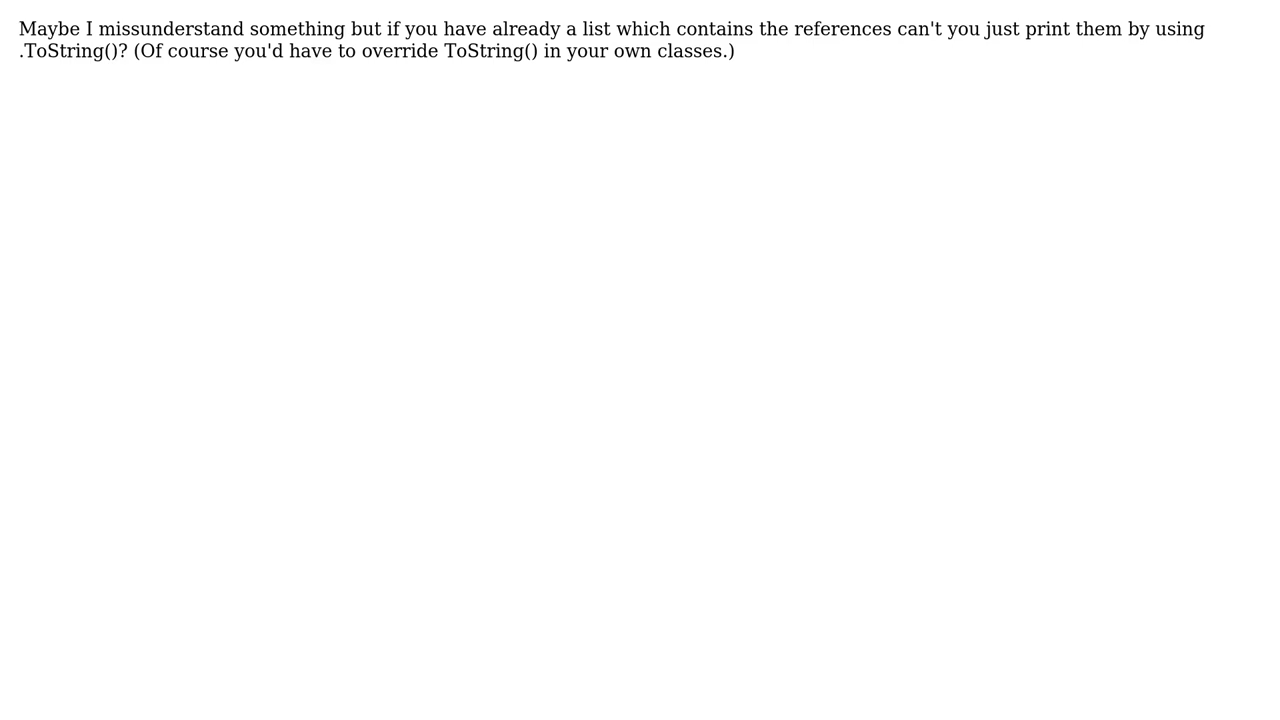 Maybe I missunderstand something but if you have already a list which contains the references can't you just print them by using
.ToString()? (Of course you'd have to override ToString() in your own classes.)